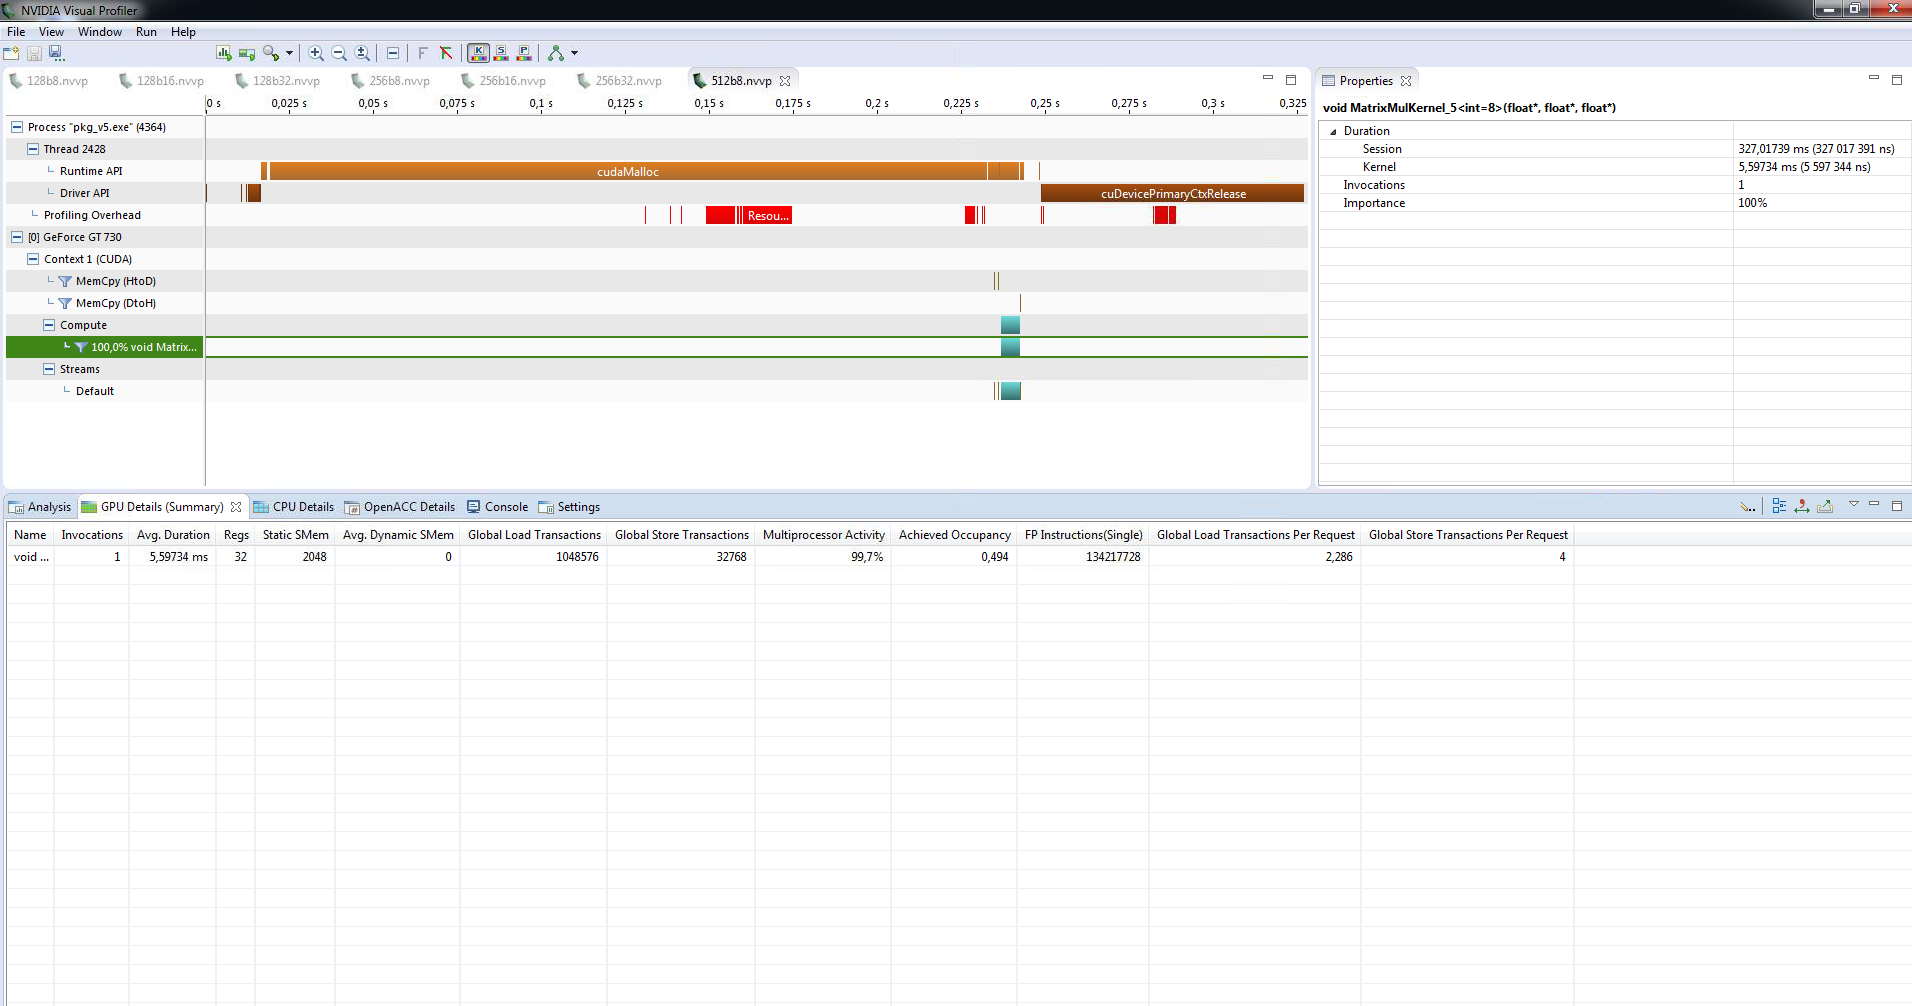 NVIDIA Visual Profiler
File View Window Run Help
128b8.nvvp 128b16.nvvp 128b32.nvvp 256b8.nvvp 256b16.nvvp 256b32.nvvp 512b8.nvvp
0 s 0,025 s 0,05 s 0,075 s 0,1 s 0,125 s 0,15 s 0,175 s 0,2 s 0,225 s 0,25 s 0,275 s 0,3 s 0,325
Process "pkg_v5.exe" (4364)
Thread 2428
Runtime API cudaMalloc
Driver API cuDevicePrimaryCtxRelease
Profiling Overhead Resou...
[0] GeForce GT 730
Context 1 (CUDA)
MemCpy (HtoD)
MemCpy (DtoH)
Compute
100,0% void Matrix...
Streams
Default
Properties
void MatrixMulKernel_5<int=8>(float*, float*, float*)
Duration
Session 327,01739 ms (327 017 391 ns)
Kernel 5,59734 ms (5 597 344 ns)
Invocations 1
Importance 100%
Analysis GPU Details (Summary) CPU Details OpenACC Details Console Settings
Name Invocations Avg. Duration Regs Static SMem Avg. Dynamic SMem Global Load Transactions Global Store Transactions Multiprocessor Activity Achieved Occupancy FP Instructions(Single) Global Load Transactions Per Request Global Store Transactions Per Request
void ... 1 5,59734 ms 32 2048 0 1048576 32768 99,7% 0,494 134217728 2,286 4